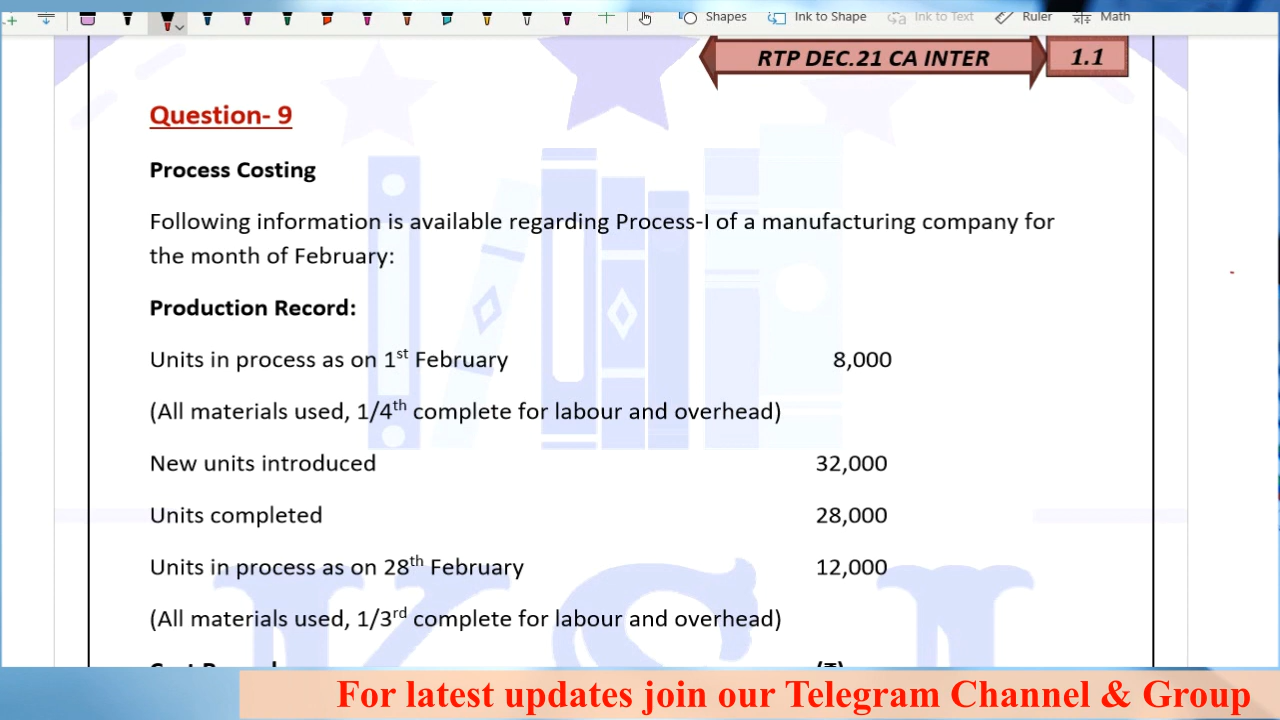 Shapes Ink to Shape Ink to Text Ruler Math
RTP DEC.21 CA INTER 1.1
Question- 9
Process Costing
Following information is available regarding Process-I of a manufacturing company for
the month of February:
Production Record:
Units in process as on 1st February 8,000
(All materials used, 1/4th complete for labour and overhead)
New units introduced 32,000
Units completed 28,000
Units in process as on 28th February 12,000
(All materials used, 1/3rd complete for labour and overhead)
For latest updates join our Telegram Channel & Group